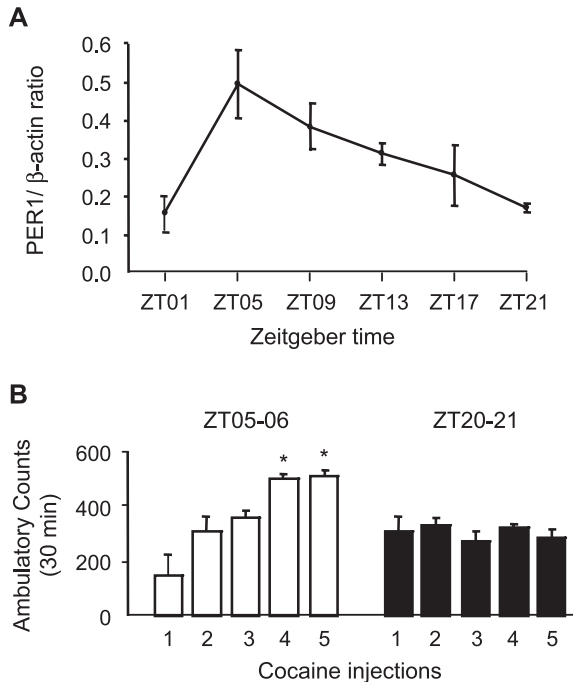 A
0.6
0.5
0.4
0.3
0.2
0.1
0.0
PER1/ β-actin ratio
ZT01 ZT05 ZT09 ZT13 ZT17 ZT21
Zeitgeber time
B
ZT05-06 ZT20-21
600
400
200
0
Ambulatory Counts
(30 min)
* *
1 2 3 4 5 1 2 3 4 5
Cocaine injections